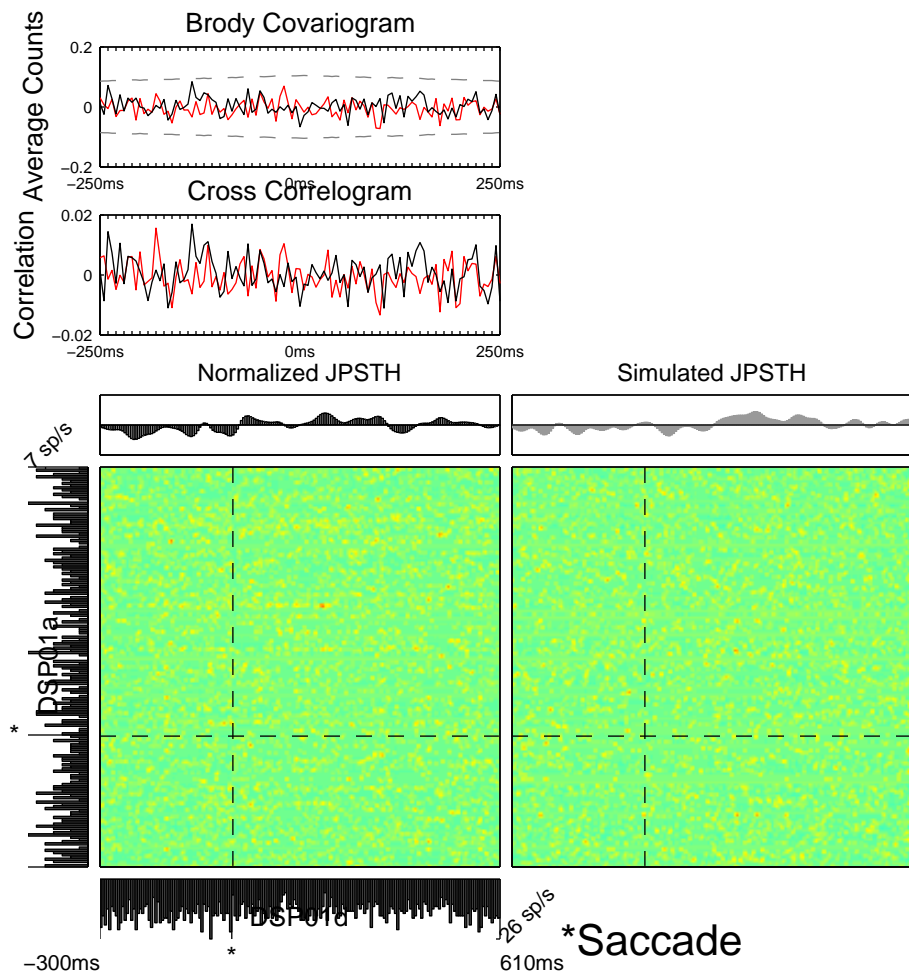 Brody Covariogram
Average Counts
0.2
0
−0.2
−250ms
0ms
250ms
Cross Correlogram
Correlation
0.02
0
−0.02
−250ms
0ms
250ms
Normalized JPSTH
Simulated JPSTH
7 sp/s
DSP01a
*
DSP01d
*
26 sp/s
−300ms
610ms
*Saccade